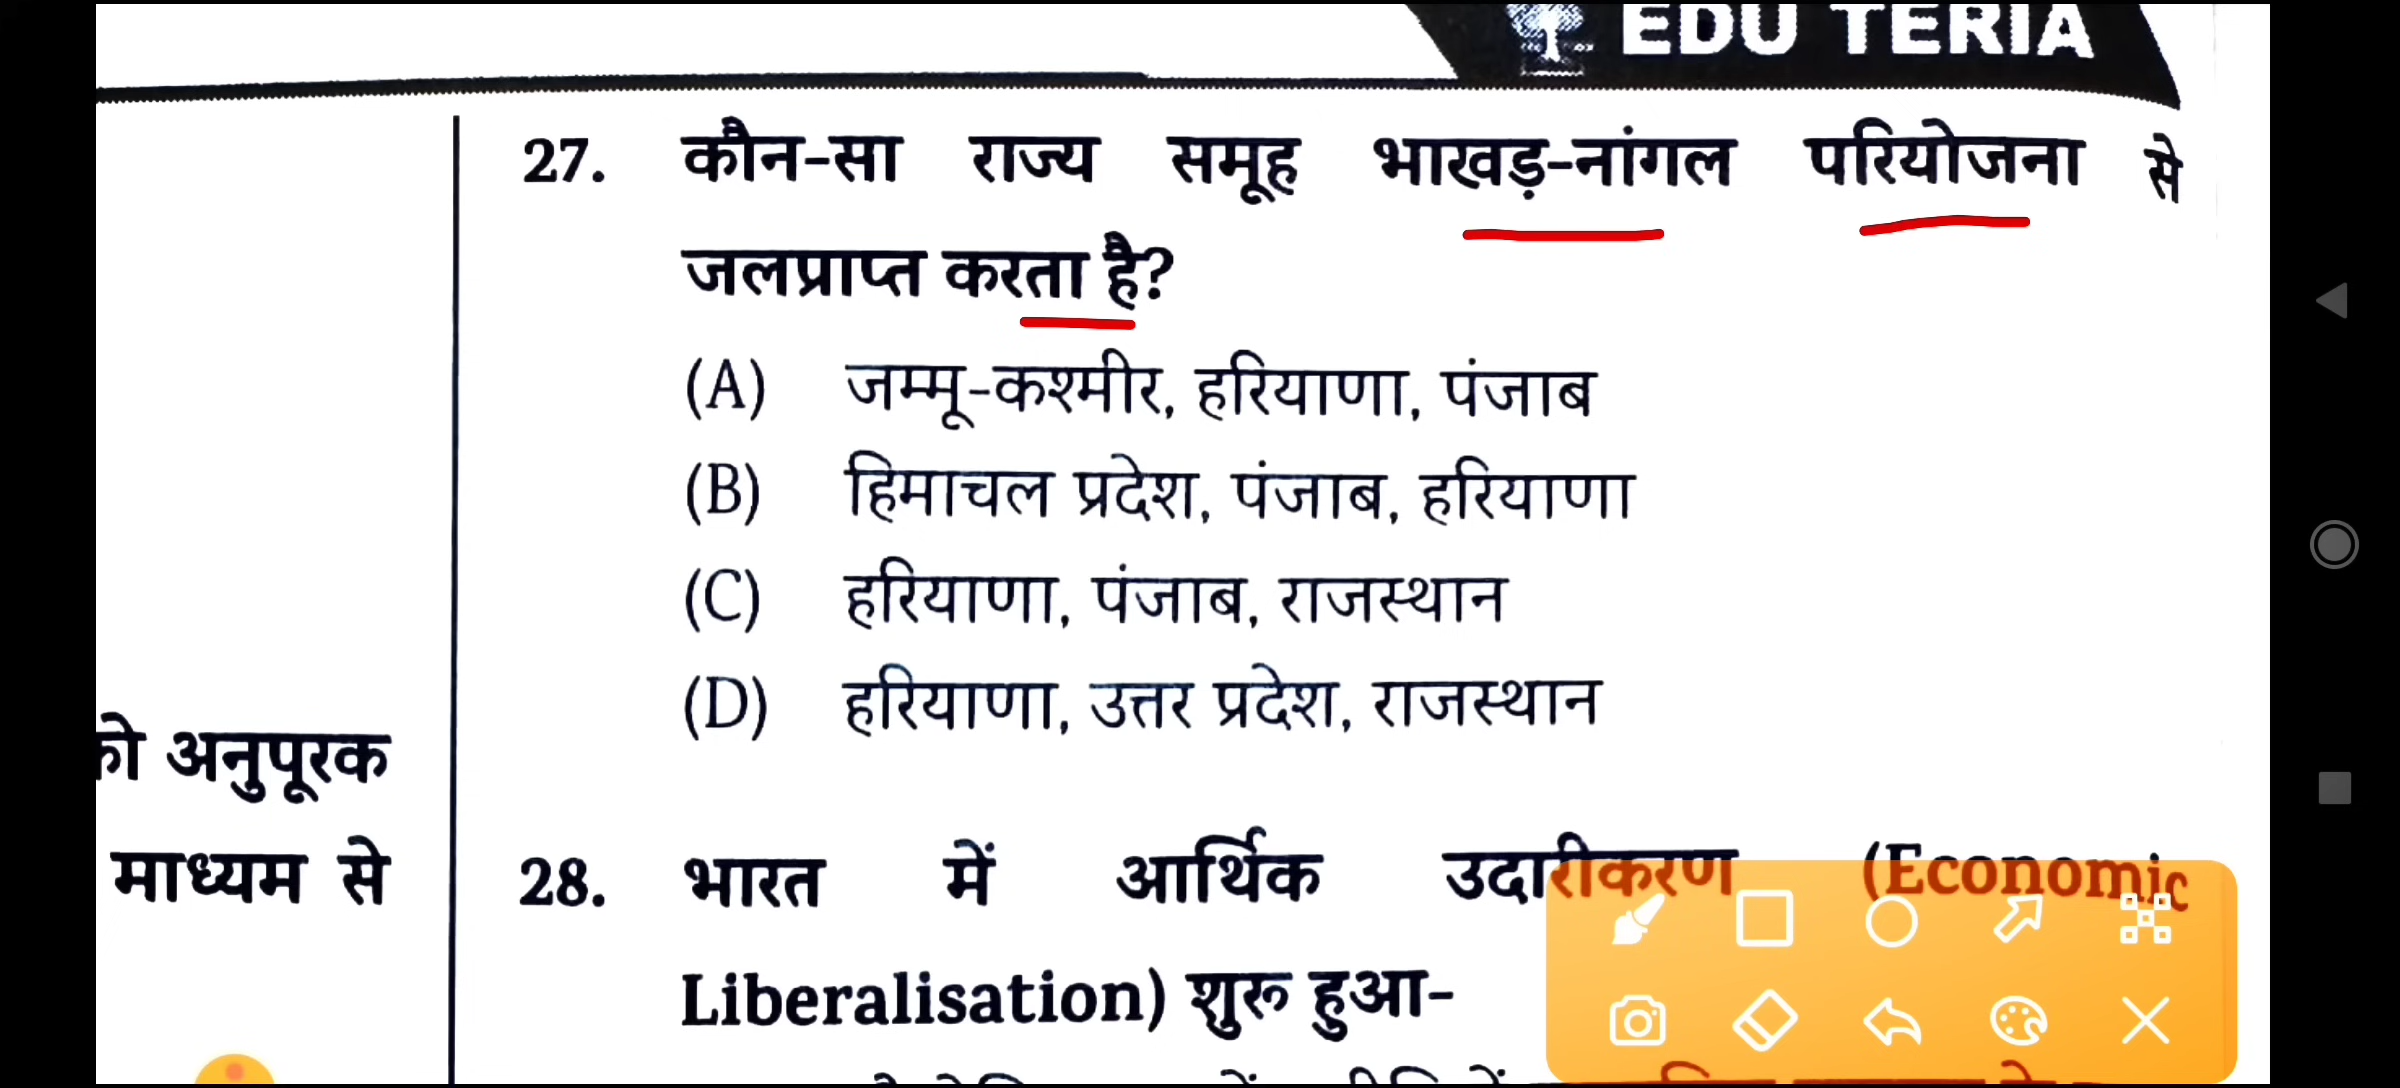 EDU TERIA
27. कौन-सा राज्य समूह भाखड़-नांगल परियोजना से
जलप्राप्त करता है?
(A) जम्मू-कश्मीर, हरियाणा, पंजाब
(B) हिमाचल प्रदेश, पंजाब, हरियाणा
(C) हरियाणा, पंजाब, राजस्थान
(D) हरियाणा, उत्तर प्रदेश, राजस्थान
को अनुपूरक
माध्यम से
28. भारत में आर्थिक उदारीकरण (Economic
Liberalisation) शुरू हुआ-